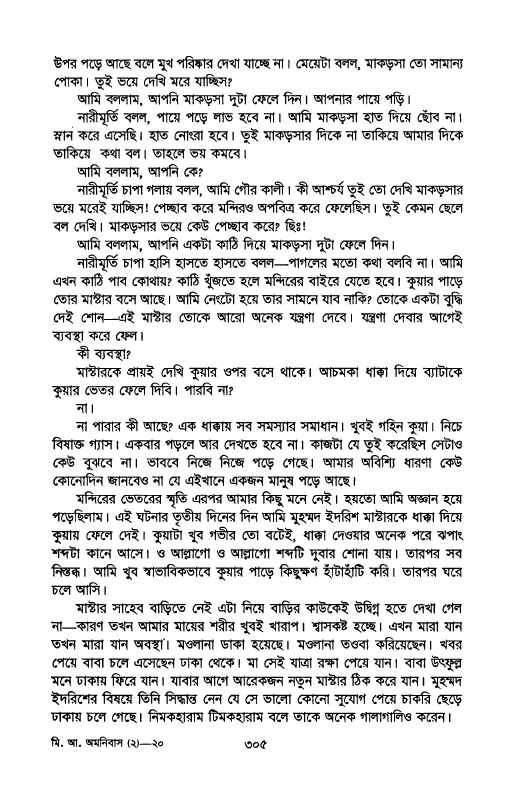 উপর পড়ে আছে বলে মুখ পরিষ্কার দেখা যাচ্ছে না। মেয়েটা বলল, মাকড়সা তো সামান্য
পোকা। তুই ভয়ে দেখি মরে যাচ্ছিস?
আমি বললাম, আপনি মাকড়সা দুটা ফেলে দিন। আপনার পায়ে পড়ি।
নারীমূর্তি বলল, পায়ে পড়ে লাভ হবে না। আমি মাকড়সা হাত দিয়ে ছোঁব না।
স্নান করে এসেছি। হাত নোংরা হবে। তুই মাকড়সার দিকে না তাকিয়ে আমার দিকে
তাকিয়ে কথা বল। তাহলে ভয় কমবে।
আমি বললাম, আপনি কে?
নারীমূর্তি চাপা গলায় বলল, আমি গৌর কালী। কী আশ্চর্য তুই তো দেখি মাকড়সার
ভয়ে মরেই যাচ্ছিস! পেচ্ছাব করে মন্দিরও অপবিত্র করে ফেলেছিস। তুই কেমন ছেলে
বল দেখি। মাকড়সার ভয়ে কেউ পেচ্ছাব করে? ছিঃ!
আমি বললাম, আপনি একটা কাঠি দিয়ে মাকড়সা দুটা ফেলে দিন।
নারীমূর্তি চাপা হাসি হাসতে হাসতে বলল—পাগলের মতো কথা বলবি না। আমি
এখন কাঠি পাব কোথায়? কাঠি খুঁজতে হলে মন্দিরের বাইরে যেতে হবে। কুয়ার পাড়ে
তোর মাস্টার বসে আছে। আমি নেংটো হয়ে তার সামনে যাব নাকি? তোকে একটা বুদ্ধি
দেই শোন—এই মাস্টার তোকে আরো অনেক যন্ত্রণা দেবে। যন্ত্রণা দেবার আগেই
ব্যবস্থা করে ফেল।
কী ব্যবস্থা?
মাস্টারকে প্রায়ই দেখি কুয়ার ওপর বসে থাকে। আচমকা ধাক্কা দিয়ে ব্যাটাকে
কুয়ার ভেতর ফেলে দিবি। পারবি না?
না।
না পারার কী আছে? এক ধাক্কায় সব সমস্যার সমাধান। খুবই গহিন কুয়া। নিচে
বিষাক্ত গ্যাস। একবার পড়লে আর দেখতে হবে না। কাজটা যে তুই করেছিস সেটাও
কেউ বুঝবে না। ভাববে নিজে নিজে পড়ে গেছে। আমার অবিশ্যি ধারণা কেউ
কোনোদিন জানবেও না যে এইখানে একজন মানুষ পড়ে আছে।
মন্দিরের ভেতরের স্মৃতি এরপর আমার কিছু মনে নেই। হয়তো আমি অজ্ঞান হয়ে
পড়েছিলাম। এই ঘটনার তৃতীয় দিনের দিন আমি মুহম্মদ ইদরিশ মাস্টারকে ধাক্কা দিয়ে
কুয়ায় ফেলে দেই। কুয়াটা খুব গভীর তো বটেই, ধাক্কা দেওয়ার অনেক পরে ঝপাং
শব্দটা কানে আসে। ও আল্লাগো ও আল্লাগো শব্দটি দুবার শোনা যায়। তারপর সব
নিস্তব্ধ। আমি খুব স্বাভাবিকভাবে কুয়ার পাড়ে কিছুক্ষণ হাঁটাহাঁটি করি। তারপর ঘরে
চলে আসি।
মাস্টার সাহেব বাড়িতে নেই এটা নিয়ে বাড়ির কাউকেই উদ্বিগ্ন হতে দেখা গেল
না—কারণ তখন আমার মায়ের শরীর খুবই খারাপ। শ্বাসকষ্ট হচ্ছে। এখন মারা যান
তখন মারা যান অবস্থা। মওলানা ডাকা হয়েছে। মওলানা তওবা করিয়েছেন। খবর
পেয়ে বাবা চলে এসেছেন ঢাকা থেকে। মা সেই যাত্রা রক্ষা পেয়ে যান। বাবা উৎফুল্ল
মনে ঢাকায় ফিরে যান। যাবার আগে আরেকজন নতুন মাস্টার ঠিক করে যান। মুহম্মদ
ইদরিশের বিষয়ে তিনি সিদ্ধান্ত নেন যে সে ভালো কোনো সুযোগ পেয়ে চাকরি ছেড়ে
ঢাকায় চলে গেছে। নিমকহারাম টিমকহারাম বলে তাকে অনেক গালাগালিও করেন।
মি. আ. অমনিবাস (২)—২০ ৩০৫